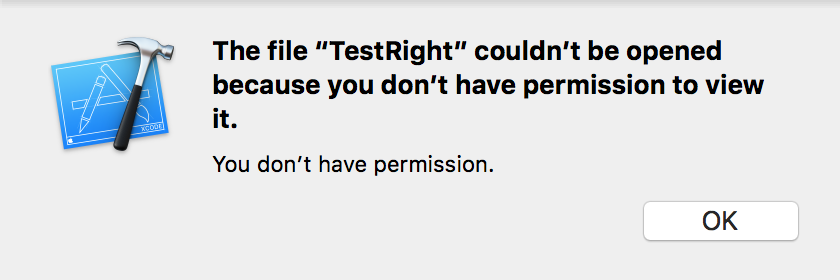 The file “TestRight” couldn’t be opened
because you don’t have permission to view
it.
You don’t have permission.
XCODE
OK